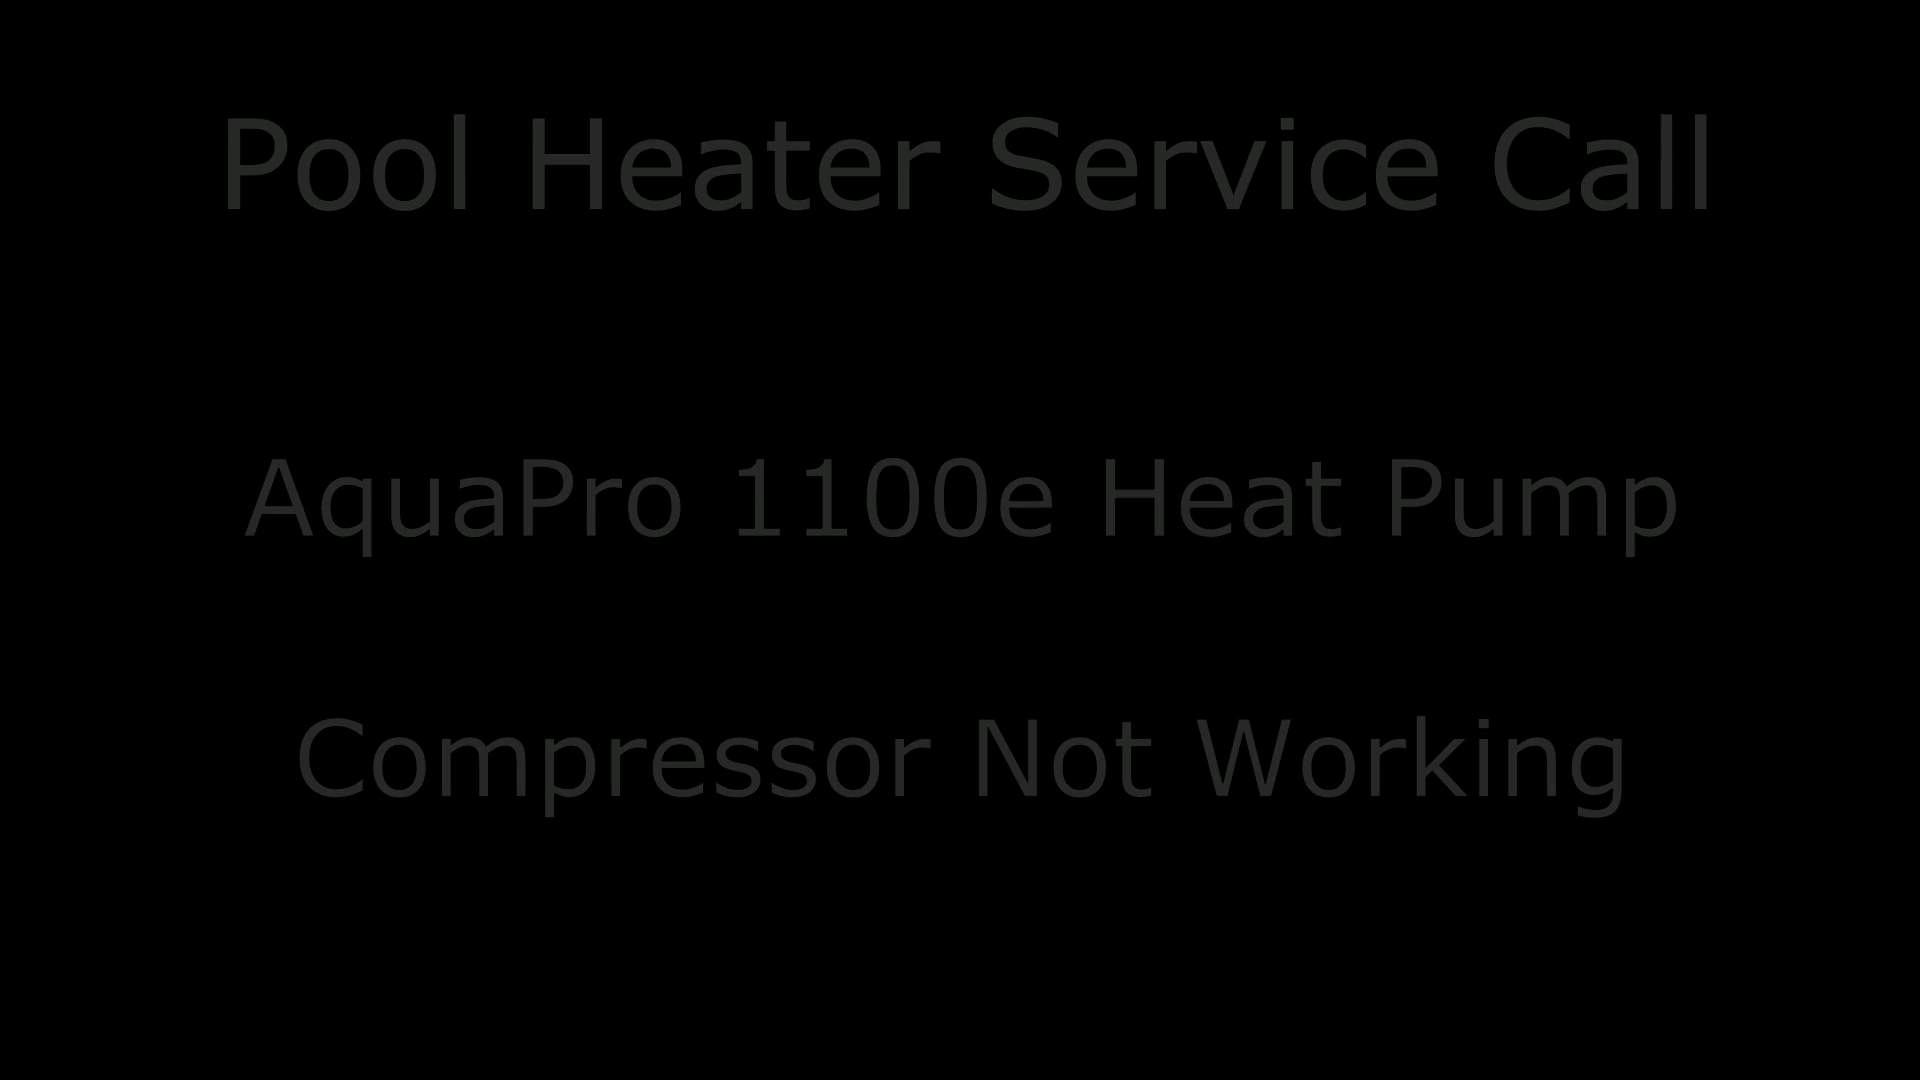 Pool Heater Service Call
AquaPro 1100e Heat Pump
Compressor Not Working